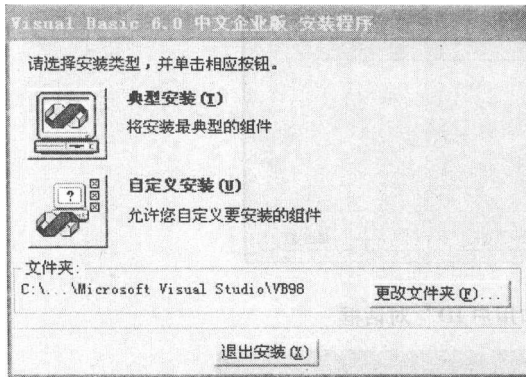 Visual Basic 6.0 中文企业版 安装程序
请选择安装类型，并单击相应按钮。
典型安装(T)
将安装最典型的组件
自定义安装(U)
允许您自定义要安装的组件
文件夹:
C:\...\Microsoft Visual Studio\VB98
更改文件夹(F)...
退出安装(X)